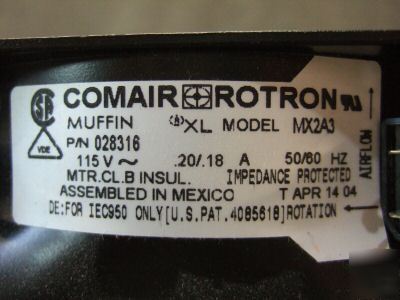 COMAIR ROTRON
MUFFIN XL MODEL MX2A3
P/N 028316
115 V ~ .20/.18 A 50/60 HZ
MTR.CL.B INSUL. IMPEDANCE PROTECTED
ASSEMBLED IN MEXICO T APR 14 04
DE:FOR IEC950 ONLY[U.S.PAT.4085618]ROTATION
AIRFLOW
VDE